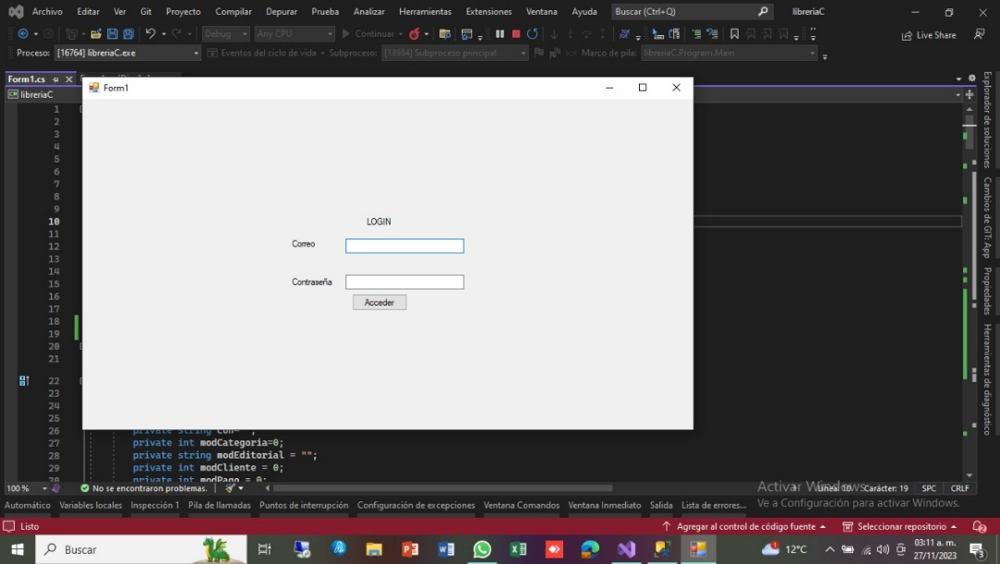 Archivo Editar Ver Git Proyecto Compilar Depurar Prueba Analizar Herramientas Extensiones Ventana Ayuda Buscar (Ctrl+Q) libreriaC
Debug Any CPU Continuar Live Share
Proceso: [16764] libreriaC.exe Eventos del ciclo de vida Subproceso: [18984] Subproceso principal Marco de pila: libreriaC.Program.Main
Form1.cs
libreriaC
Form1
1
2
3
4
5
6
7
8
9
10
11
12
13
14
15
16
17
18
19
20
21
22
23
24
25
LOGIN
Correo
Contraseña
Acceder
26 private string con= "";
27 private int modCategoria=0;
28 private string modEditorial = "";
29 private int modCliente = 0;
30 private int modPago = 0;
Explorador de soluciones
Cambios de GIT: App
Propiedades
Herramientas de diagnóstico
100 % No se encontraron problemas. Línea: 10 Carácter: 19 SPC CRLF
Activar Windows
Ve a Configuración para activar Windows.
Automático Variables locales Inspección 1 Pila de llamadas Puntos de interrupción Configuración de excepciones Ventana Comandos Ventana Inmediato Salida Lista de errores...
Listo Agregar al control de código fuente Seleccionar repositorio 2
Buscar 12°C 03:11 a. m.
27/11/2023 3